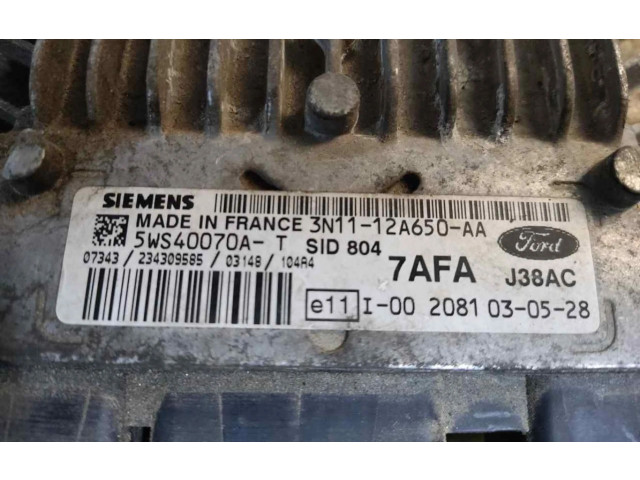 SIEMENS
MADE IN FRANCE 3N11-12A650-AA
5WS40070A-T SID 804
Ford
07343 / 234309585 / 03148 / 104A4
7AFA J38AC
e11 I-00 2081 03-05-28